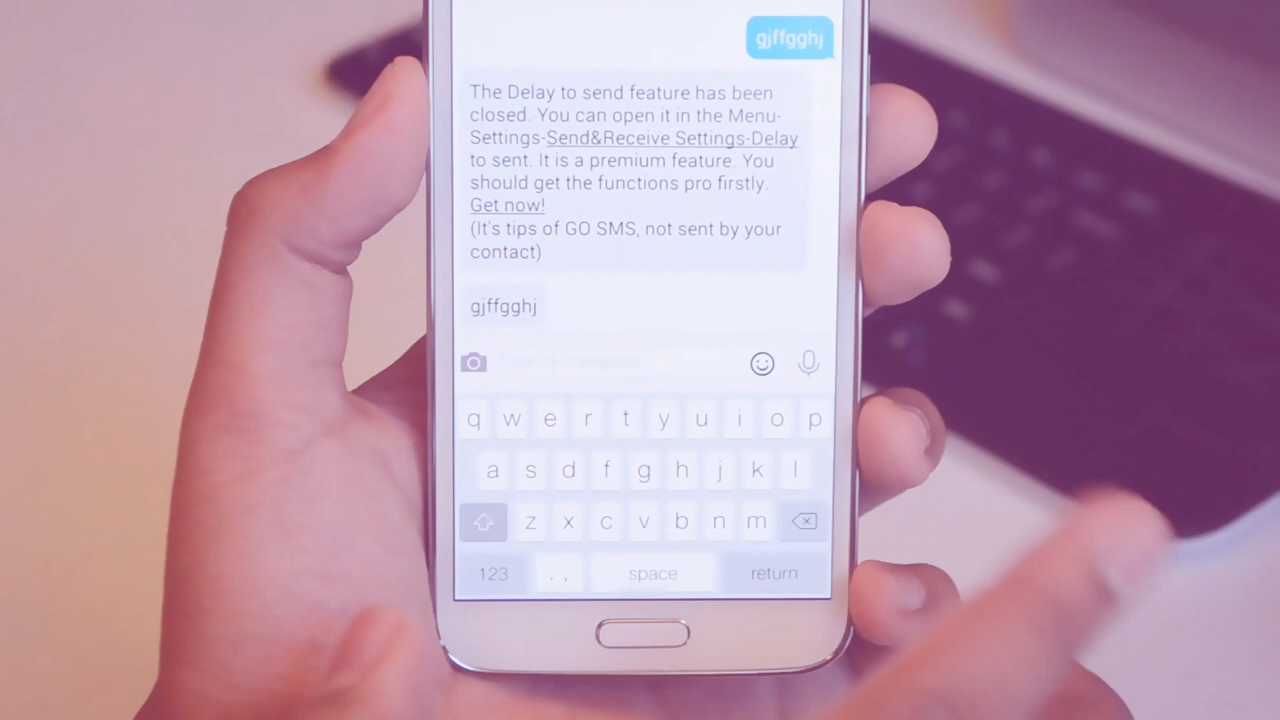 gjffgghj
The Delay to send feature has been
closed. You can open it in the Menu-
Settings-Send&Receive Settings-Delay
to sent. It is a premium feature. You
should get the functions pro firstly.
Get now!
(It's tips of GO SMS, not sent by your
contact)
gjffgghj
q w e r t y u i o p
a s d f g h j k l
z x c v b n m
123 . , space return